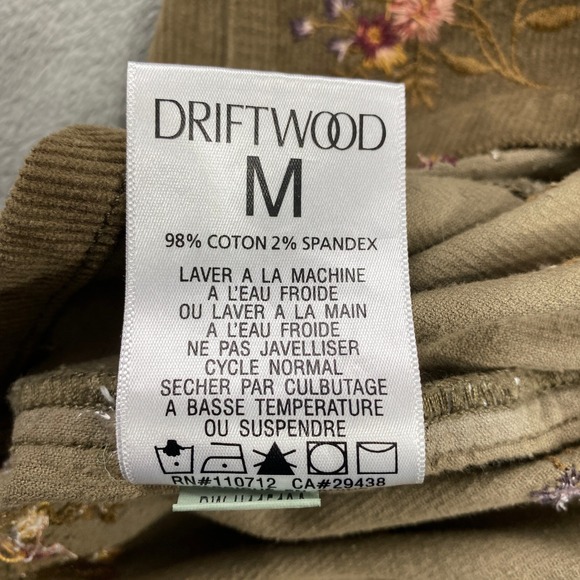 DRIFTWOOD
M
98% COTON 2% SPANDEX
LAVER A LA MACHINE
A L'EAU FROIDE
OU LAVER A LA MAIN
A L'EAU FROIDE
NE PAS JAVELLISER
CYCLE NORMAL
SECHER PAR CULBUTAGE
A BASSE TEMPERATURE
OU SUSPENDRE
RN#110712 CA#29438